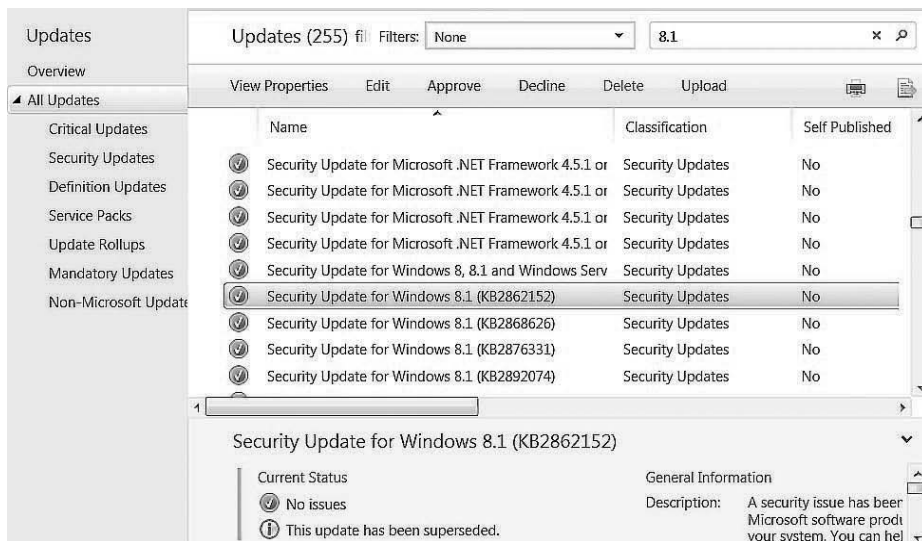 Updates
Overview
All Updates
Critical Updates
Security Updates
Definition Updates
Service Packs
Update Rollups
Mandatory Updates
Non-Microsoft Update
Updates (255) fil Filters: None 8.1
View Properties Edit Approve Decline Delete Upload
Name Classification Self Published
Security Update for Microsoft .NET Framework 4.5.1 or Security Updates No
Security Update for Microsoft .NET Framework 4.5.1 or Security Updates No
Security Update for Microsoft .NET Framework 4.5.1 or Security Updates No
Security Update for Microsoft .NET Framework 4.5.1 or Security Updates No
Security Update for Windows 8, 8.1 and Windows Serv Security Updates No
Security Update for Windows 8.1 (KB2862152) Security Updates No
Security Update for Windows 8.1 (KB2868626) Security Updates No
Security Update for Windows 8.1 (KB2876331) Security Updates No
Security Update for Windows 8.1 (KB2892074) Security Updates No
Security Update for Windows 8.1 (KB2862152)
Current Status
No issues
This update has been superseded.
General Information
Description: A security issue has been
Microsoft software produ
your system. You can hel